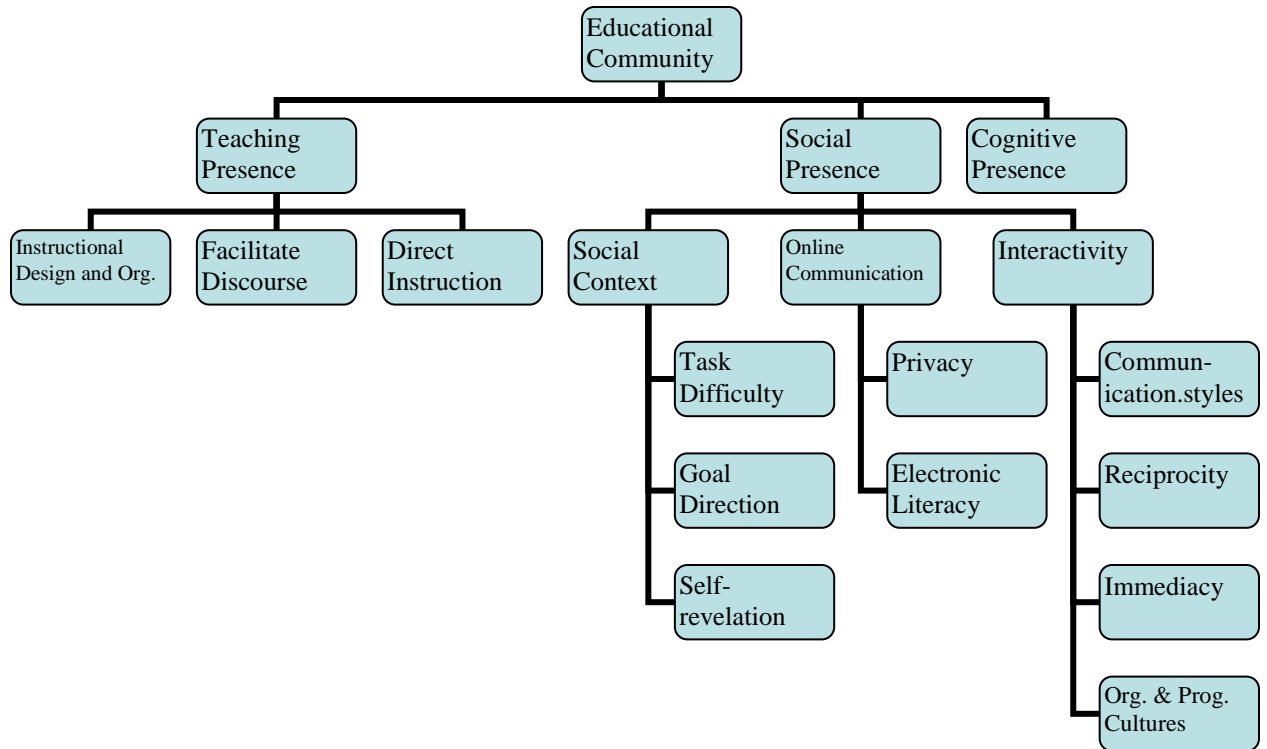 Educational
Community
Teaching
Presence
Social
Presence
Cognitive
Presence
Instructional
Design and Org.
Facilitate
Discourse
Direct
Instruction
Social
Context
Online
Communication
Interactivity
Task
Difficulty
Privacy
Commun-
ication.styles
Goal
Direction
Electronic
Literacy
Reciprocity
Self-
revelation
Immediacy
Org. & Prog.
Cultures